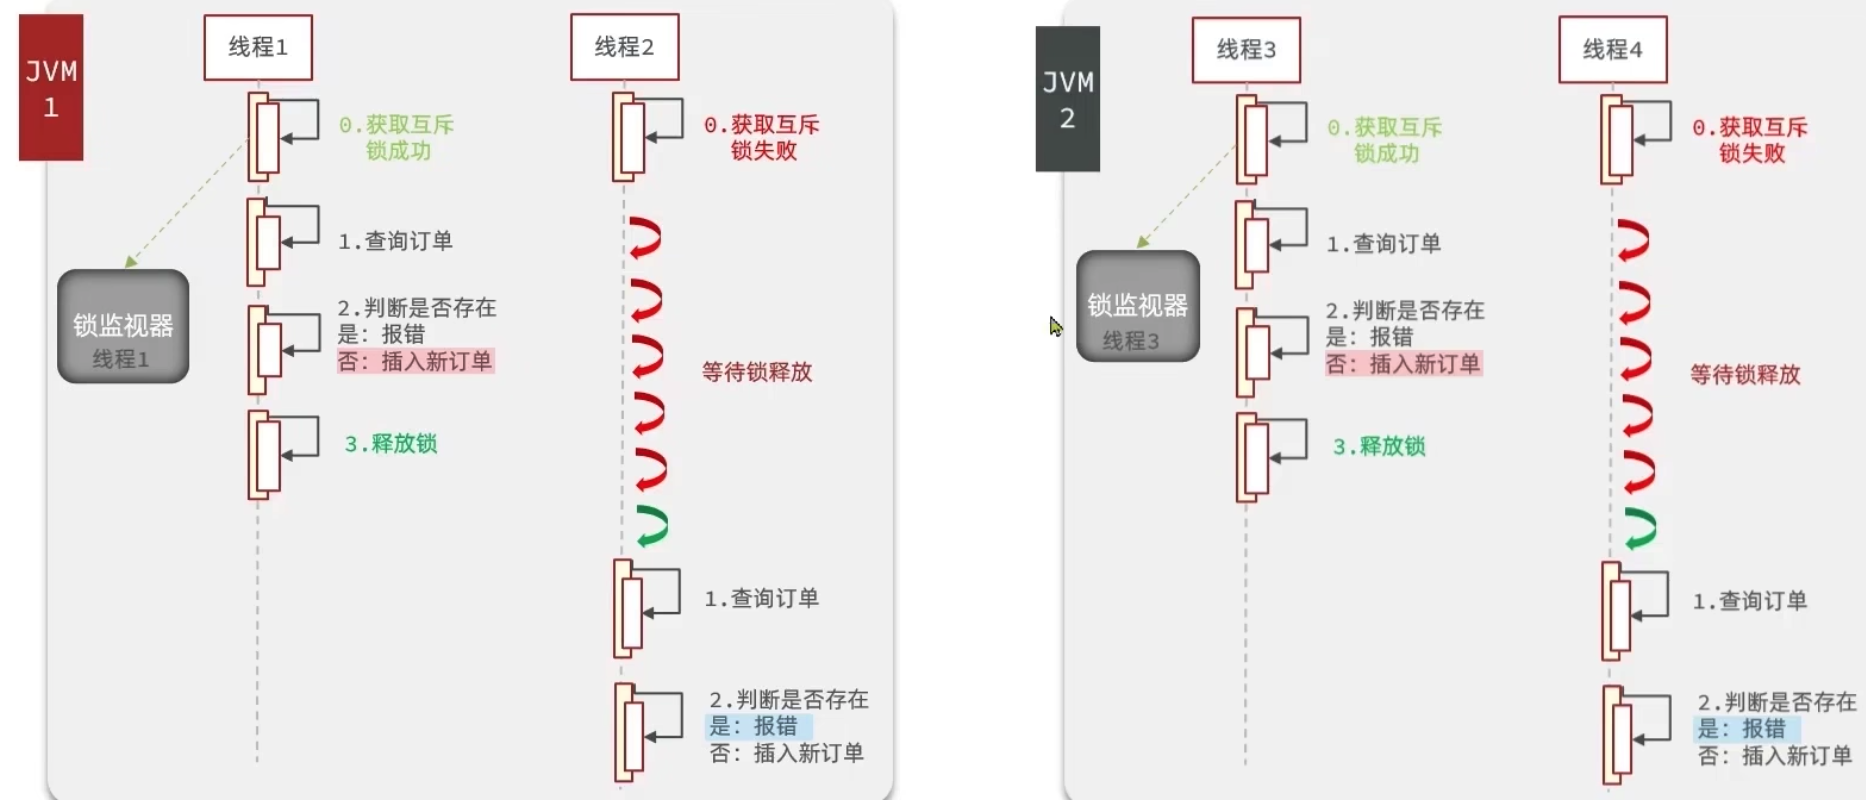 JVM
1
线程1
0.获取互斥
锁成功
1.查询订单
2.判断是否存在
是：报错
否：插入新订单
3.释放锁
锁监视器
线程1
线程2
0.获取互斥
锁失败
等待锁释放
1.查询订单
2.判断是否存在
是：报错
否：插入新订单
JVM
2
线程3
0.获取互斥
锁成功
1.查询订单
2.判断是否存在
是：报错
否：插入新订单
3.释放锁
锁监视器
线程3
线程4
0.获取互斥
锁失败
等待锁释放
1.查询订单
2.判断是否存在
是：报错
否：插入新订单